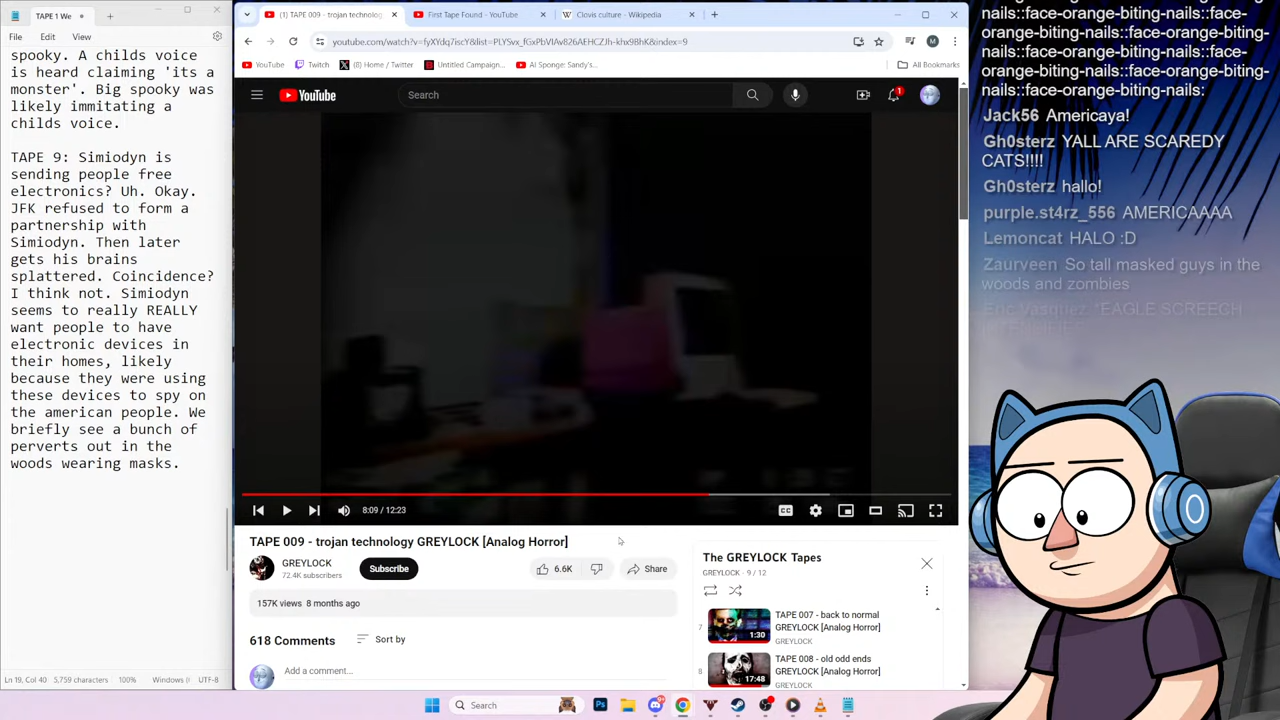 TAPE 1 We
File Edit View
spooky. A childs voice
is heard claiming 'its a
monster'. Big spooky was
likely immitating a
childs voice.
TAPE 9: Simiodyn is
sending people free
electronics? Uh. Okay.
JFK refused to form a
partnership with
Simiodyn. Then later
gets his brains
splattered. Coincidence?
I think not. Simiodyn
seems to really REALLY
want people to have
electronic devices in
their homes, likely
because they were using
these devices to spy on
the american people. We
briefly see a bunch of
perverts out in the
woods wearing masks.
Ln 19, Col 40 5,759 characters 100% Windows ( UTF-8
(1) TAPE 009 - trojan technolog
First Tape Found - YouTube
Clovis culture - Wikipedia
youtube.com/watch?v=fyXYdq7iscY&list=PLYSvx_fGxPbVIAv826AEHCZJh-khx9BhK&index=9
M
YouTube Twitch (8) Home / Twitter Untitled Campaign... AI Sponge: Sandy's... All Bookmarks
YouTube
Search
1
8:09 / 12:23
CC
TAPE 009 - trojan technology GREYLOCK [Analog Horror]
GREYLOCK
72.4K subscribers
Subscribe
6.6K
Share
157K views 8 months ago
618 Comments
Sort by
Add a comment...
The GREYLOCK Tapes
GREYLOCK - 9 / 12
7
1:30
TAPE 007 - back to normal
GREYLOCK [Analog Horror]
GREYLOCK
8
17:48
TAPE 008 - old odd ends
GREYLOCK [Analog Horror]
GREYLOCK
Search
nails::face-orange-biting-
nails::face-orange-biting-
nails::face-orange-biting-
nails::face-orange-biting-
nails::face-orange-biting-
nails:
Jack56 Americaya!
Gh0sterz YALL ARE SCAREDY
CATS!!!!
Gh0sterz hallo!
purple.st4rz_556 AMERICAAAA
Lemoncat HALO :D
Zaurveen So tall masked guys in the
woods and zombies
Eric Vasquez *EAGLE SCREECH